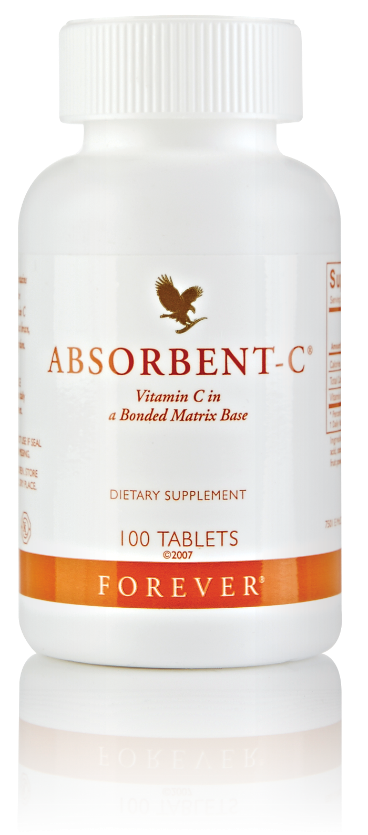 ABSORBENT-C®
Vitamin C in
a Bonded Matrix Base
DIETARY SUPPLEMENT
100 TABLETS
©2007
FOREVER®